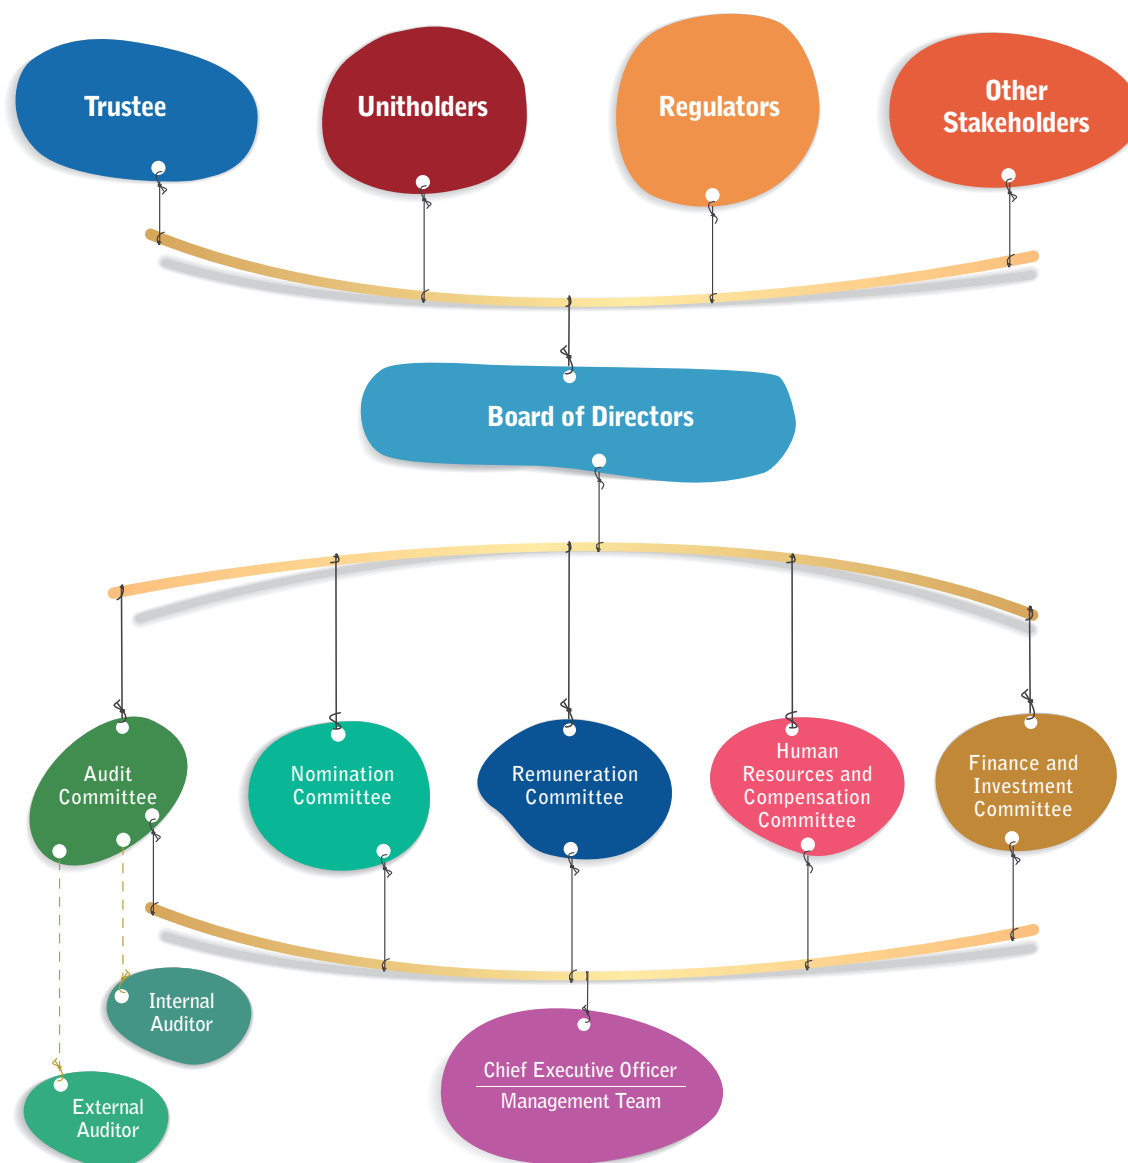 Trustee
Unitholders
Regulators
Other
Stakeholders
Board of Directors
Audit
Committee
Nomination
Committee
Remuneration
Committee
Human
Resources and
Compensation
Committee
Finance and
Investment
Committee
Internal
Auditor
External
Auditor
Chief Executive Officer
Management Team